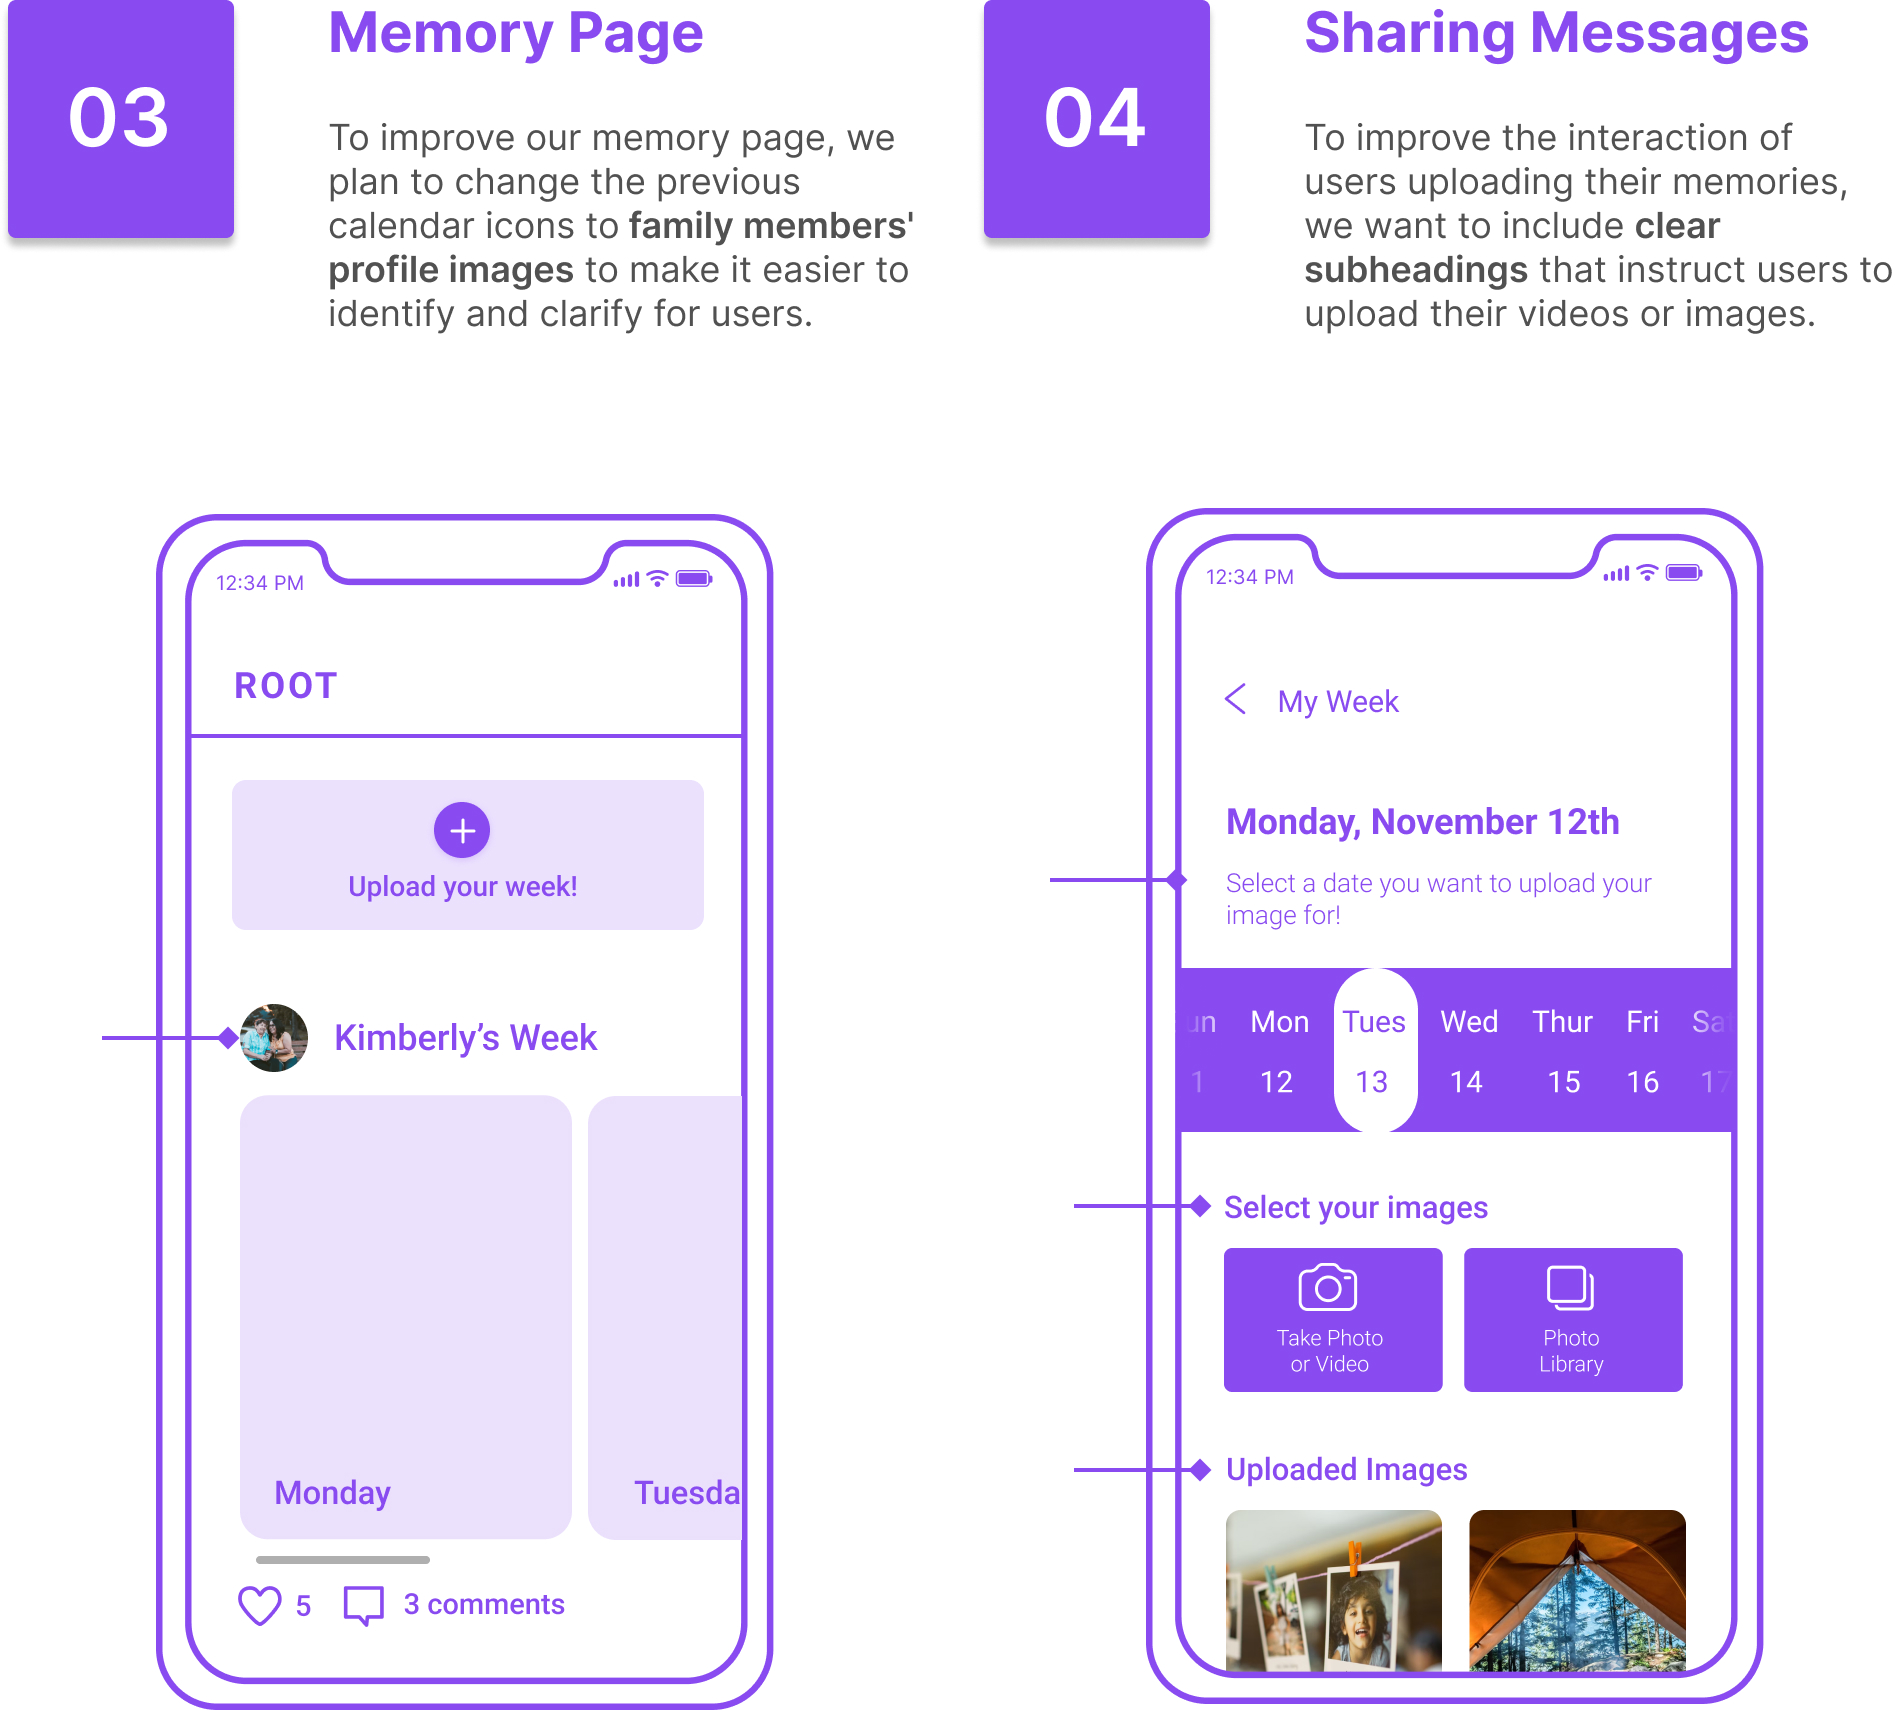 03
Memory Page
To improve our memory page, we
plan to change the previous
calendar icons to family members'
profile images to make it easier to
identify and clarify for users.
04
Sharing Messages
To improve the interaction of
users uploading their memories,
we want to include clear
subheadings that instruct users to
upload their videos or images.
12:34 PM
ROOT
Upload your week!
Kimberly’s Week
Monday
Tuesda
5
3 comments
12:34 PM
My Week
Monday, November 12th
Select a date you want to upload your
image for!
un Mon Tues Wed Thur Fri Sat
1 12 13 14 15 16 17
Select your images
Take Photo
or Video
Photo
Library
Uploaded Images